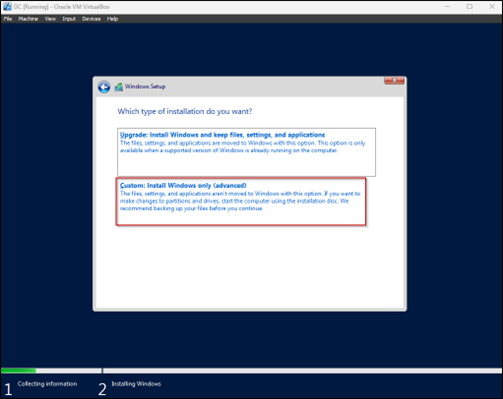 DC [Running] - Oracle VM VirtualBox
File Machine View Input Devices Help
Windows Setup
Which type of installation do you want?
Upgrade: Install Windows and keep files, settings, and applications
The files, settings, and applications are moved to Windows with this option. This option is only
available when a supported version of Windows is already running on the computer.
Custom: Install Windows only (advanced)
The files, settings, and applications aren't moved to Windows with this option. If you want to
make changes to partitions and drives, start the computer using the installation disc. We
recommend backing up your files before you continue.
1 Collecting information 2 Installing Windows